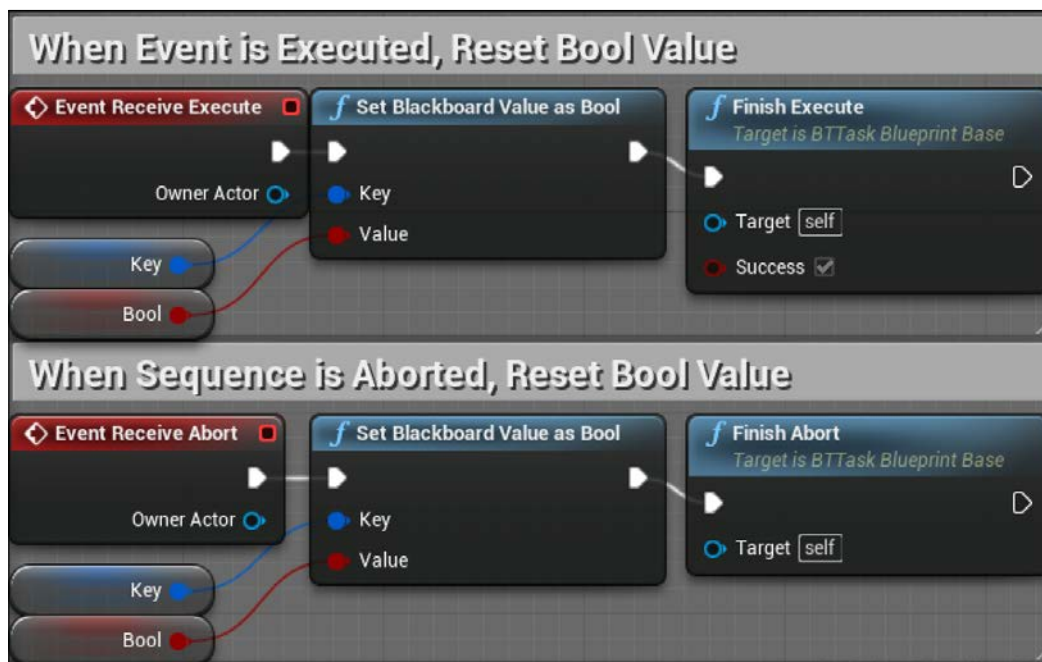 When Event is Executed, Reset Bool Value
Event Receive Execute
Owner Actor
Key
Bool
f Set Blackboard Value as Bool
Key
Value
f Finish Execute
Target is BTTask Blueprint Base
Target self
Success
When Sequence is Aborted, Reset Bool Value
Event Receive Abort
Owner Actor
Key
Bool
f Set Blackboard Value as Bool
Key
Value
f Finish Abort
Target is BTTask Blueprint Base
Target self